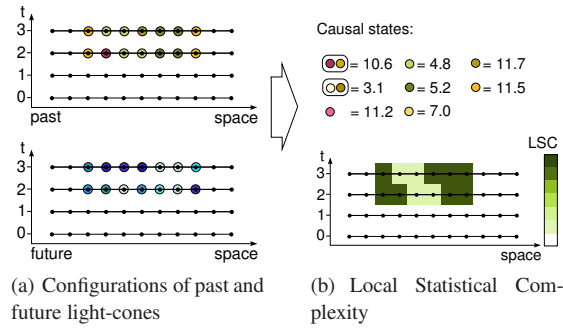 t
3
2
1
0
past space
t
3
2
1
0
future space
(a) Configurations of past and
future light-cones
Causal states:
= 10.6 = 4.8 = 11.7
= 3.1 = 5.2 = 11.5
= 11.2 = 7.0
LSC
t
3
2
1
0
space
(b) Local Statistical Com-
plexity